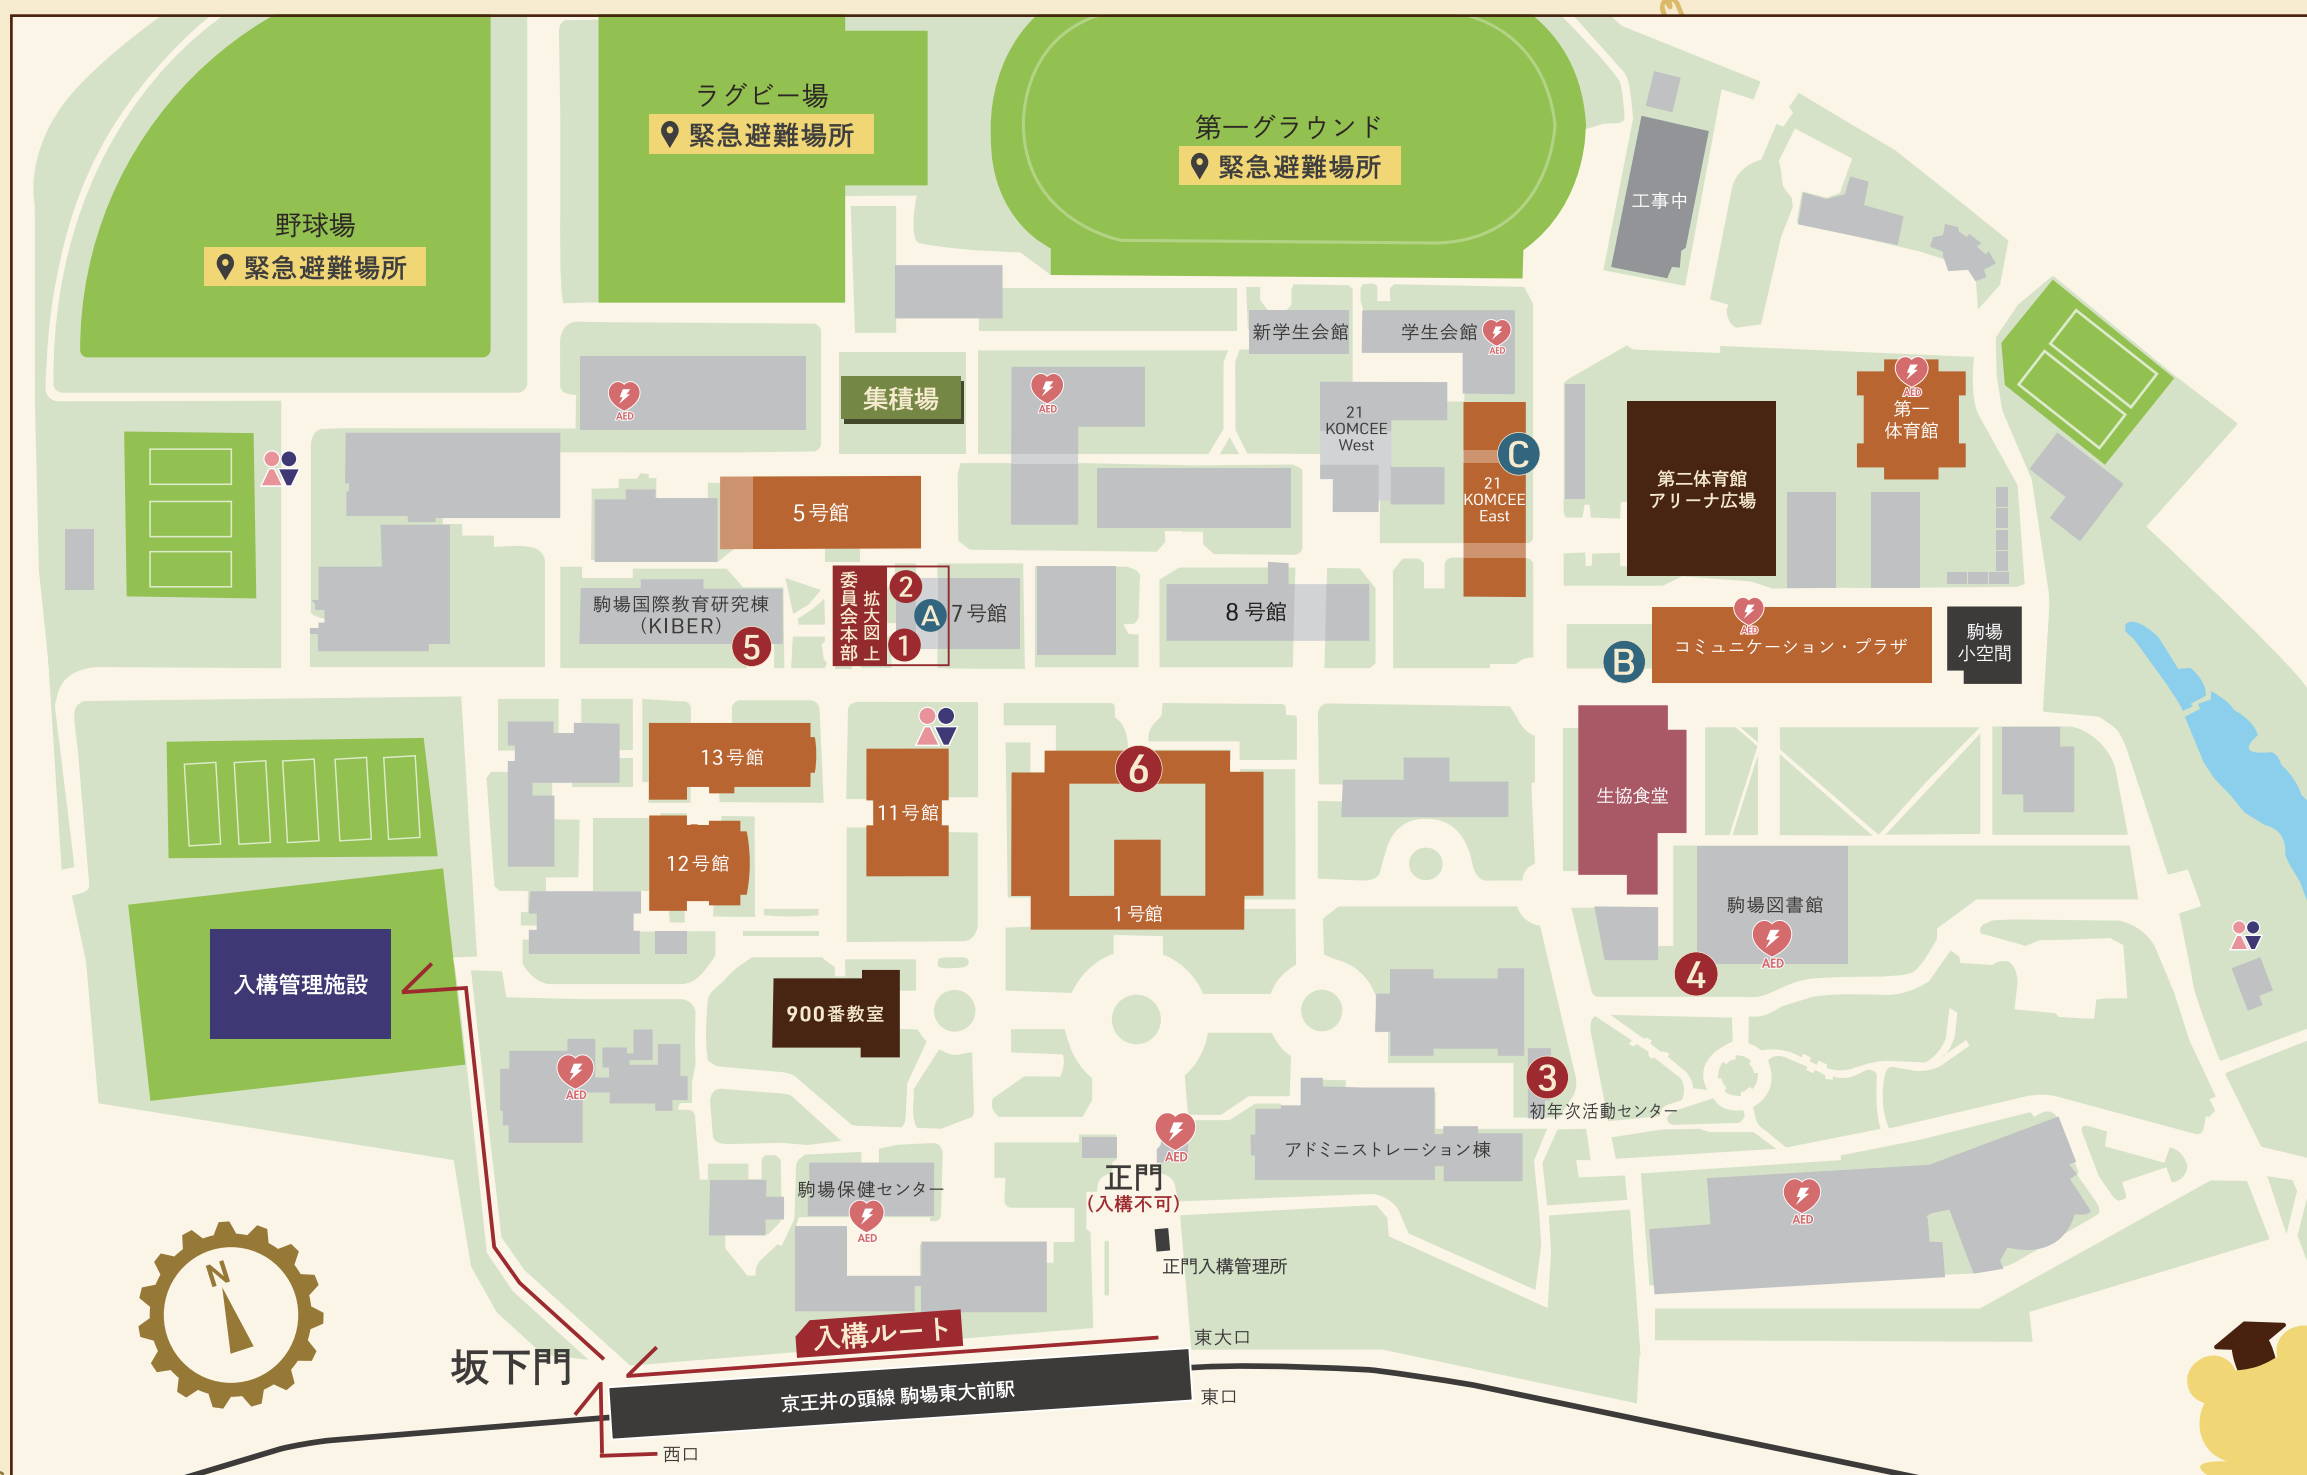 ラグビー場
緊急避難場所
第一グラウンド
緊急避難場所
野球場
緊急避難場所
工事中
新学生会館
学生会館
AED
AED
集積場
AED
21
KOMCEE
West
C
21
KOMCEE
East
第二体育館
アリーナ広場
AED
第一
体育館
5号館
駒場国際教育研究棟
(KIBER)
5
委員会本部
拡大図上
2
A
1
7号館
8号館
B
AED
コミュニケーション・プラザ
駒場
小空間
13号館
12号館
11号館
6
1号館
生協食堂
駒場図書館
AED
4
入構管理施設
900番教室
AED
3
初年次活動センター
アドミニストレーション棟
AED
正門
(入構不可)
正門入構管理所
駒場保健センター
AED
AED
N
入構ルート
坂下門
東大口
京王井の頭線 駒場東大前駅
東口
西口